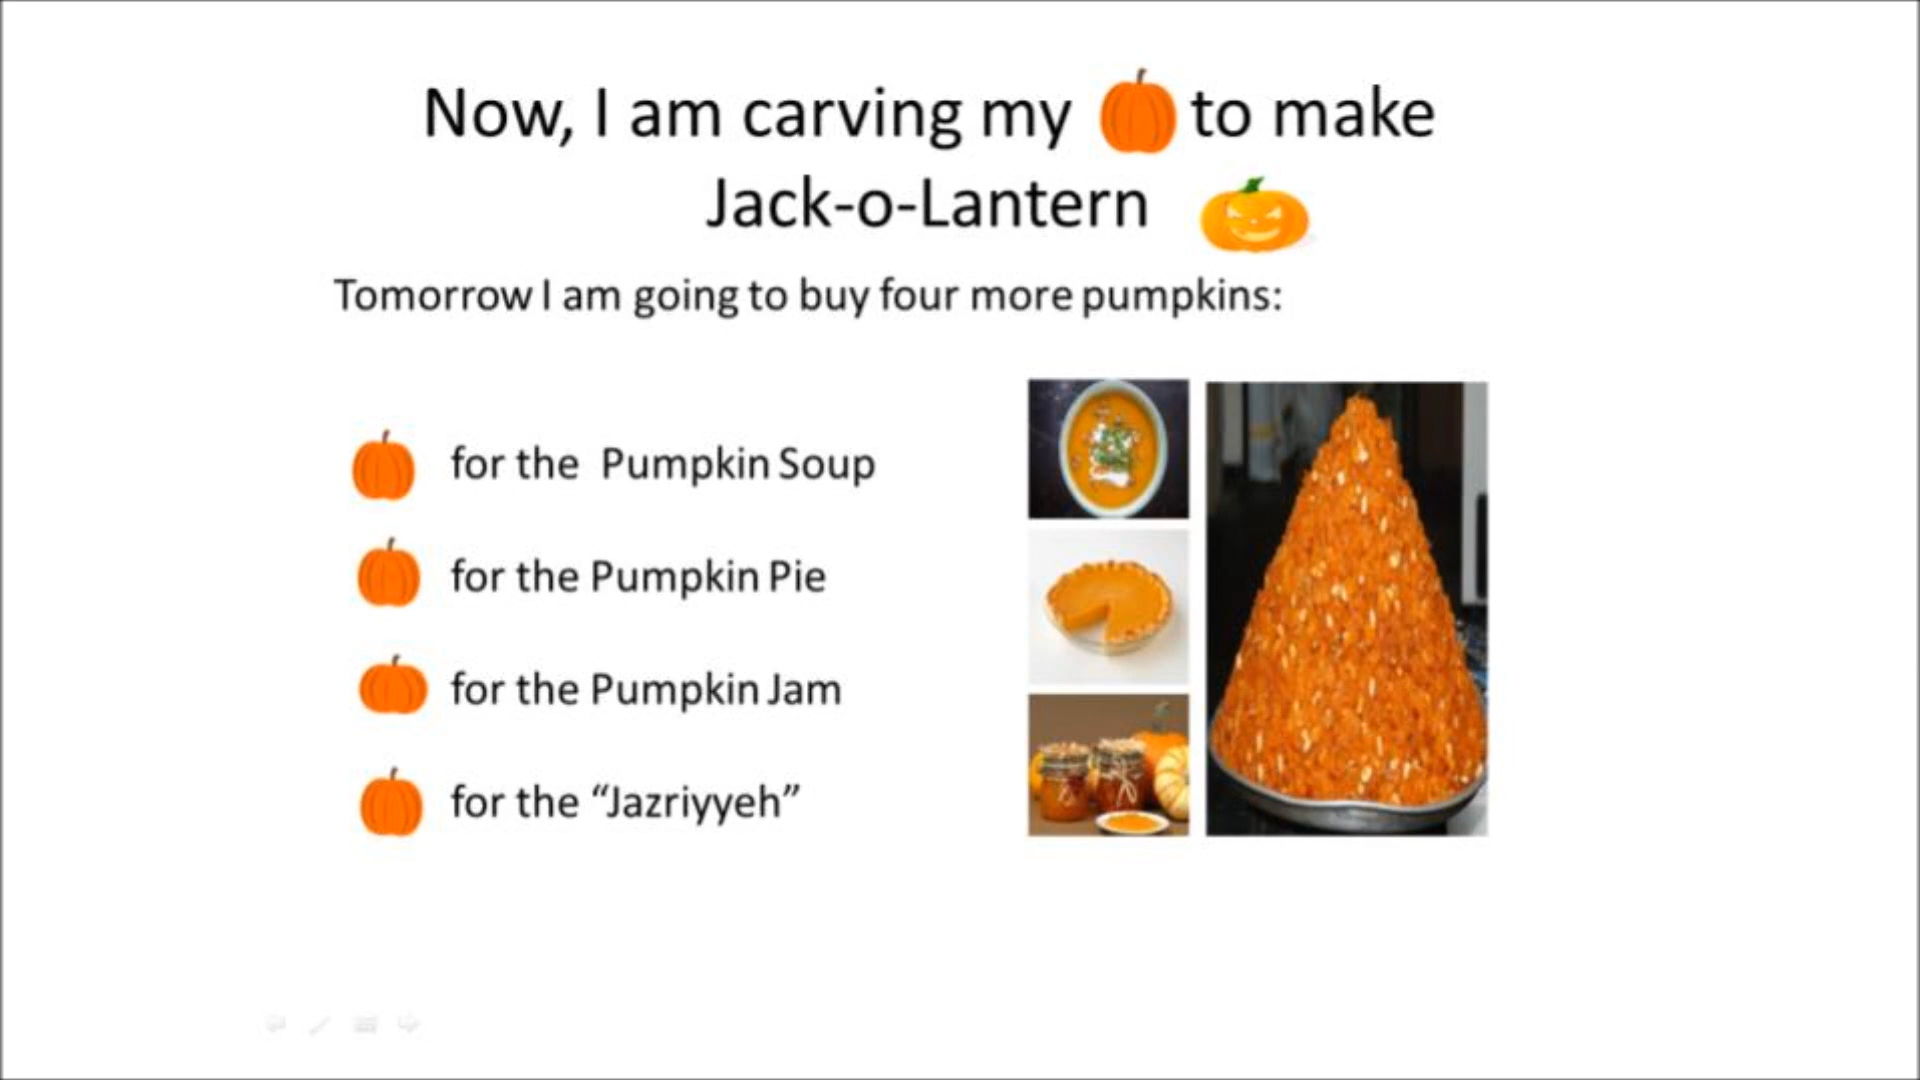 Now, I am carving my to make
Jack-o-Lantern
Tomorrow I am going to buy four more pumpkins:
for the Pumpkin Soup
for the Pumpkin Pie
for the Pumpkin Jam
for the “Jazriyyeh”